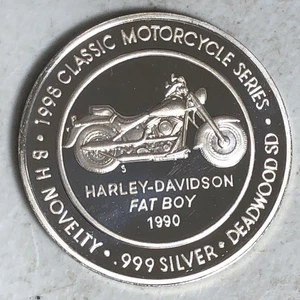 1998 CLASSIC MOTORCYCLE SERIES · DEADWOOD SD · .999 SILVER · B H NOVELTY ·
HARLEY-DAVIDSON
FAT BOY
1990
S